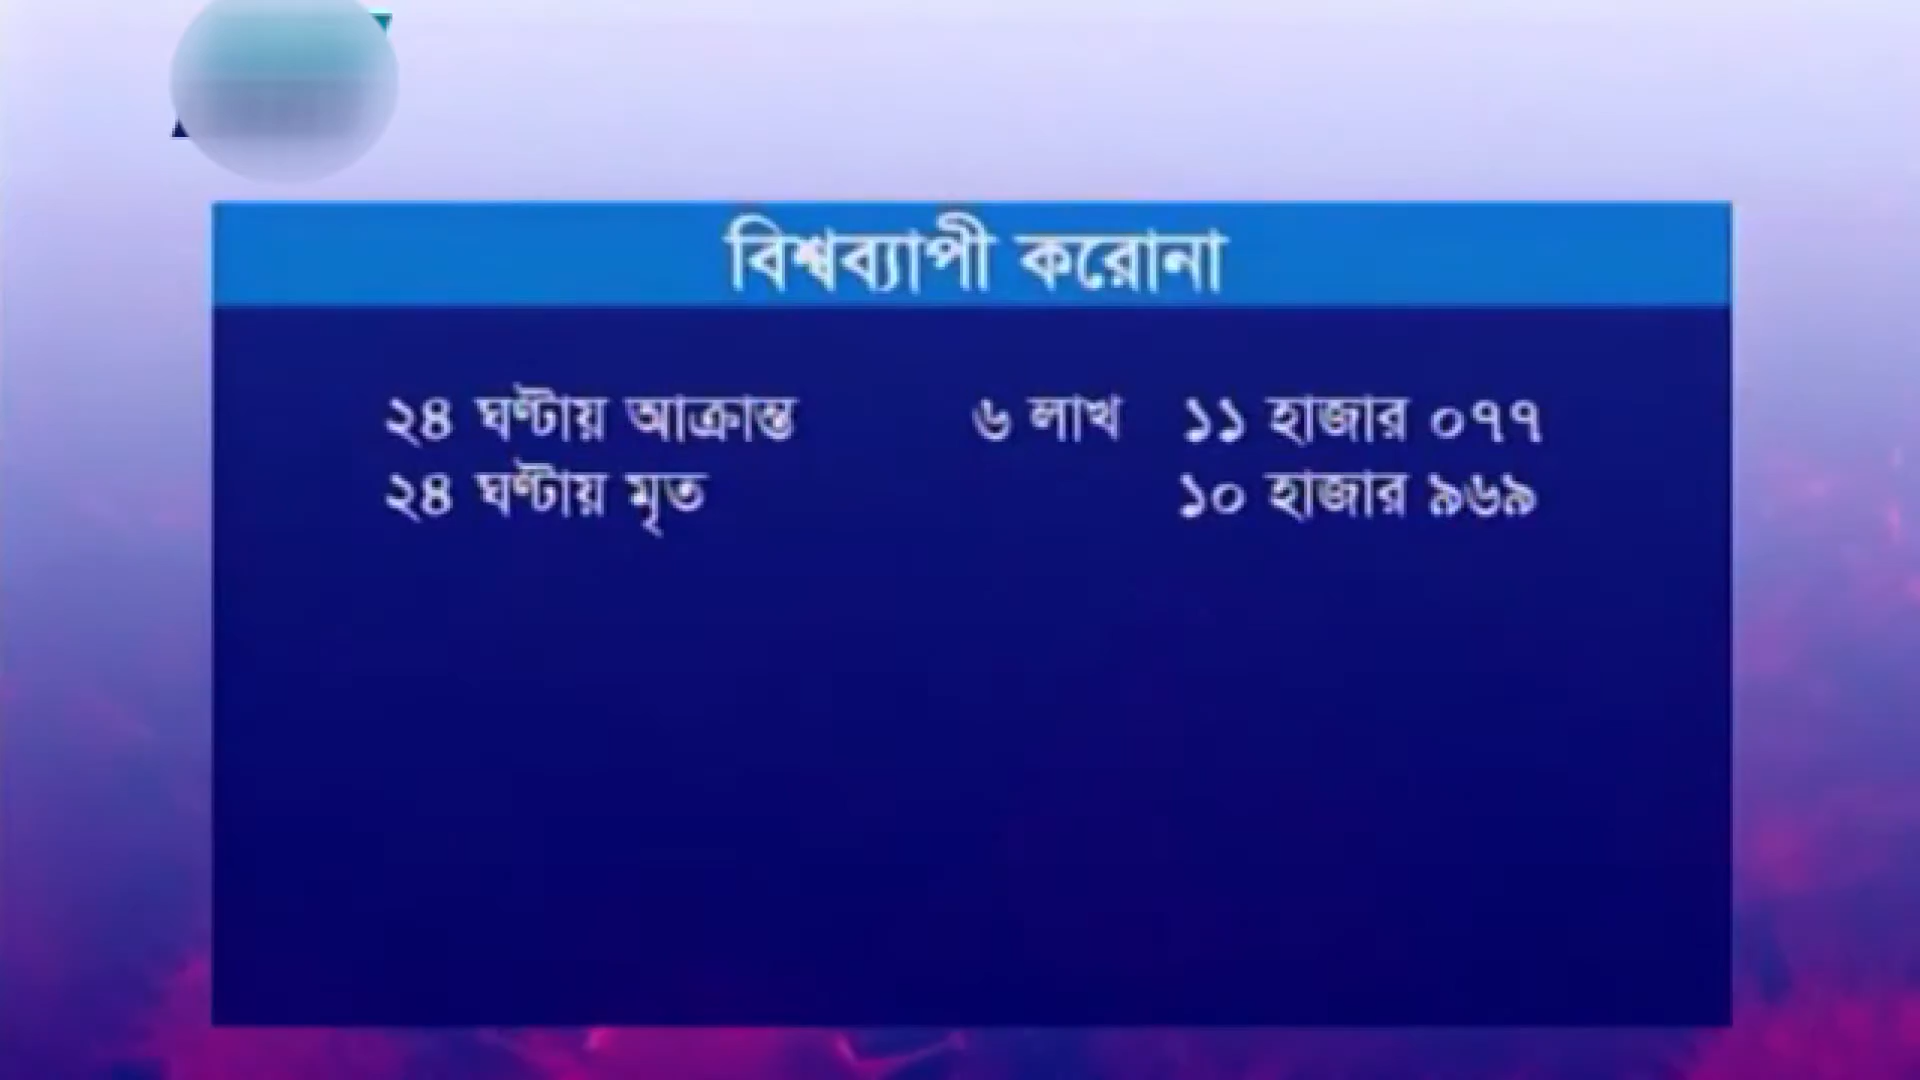 বিশ্বব্যাপী করোনা
২৪ ঘণ্টায় আক্রান্ত ৬ লাখ ১১ হাজার ০৭৭
২৪ ঘণ্টায় মৃত ১০ হাজার ৯৬৯